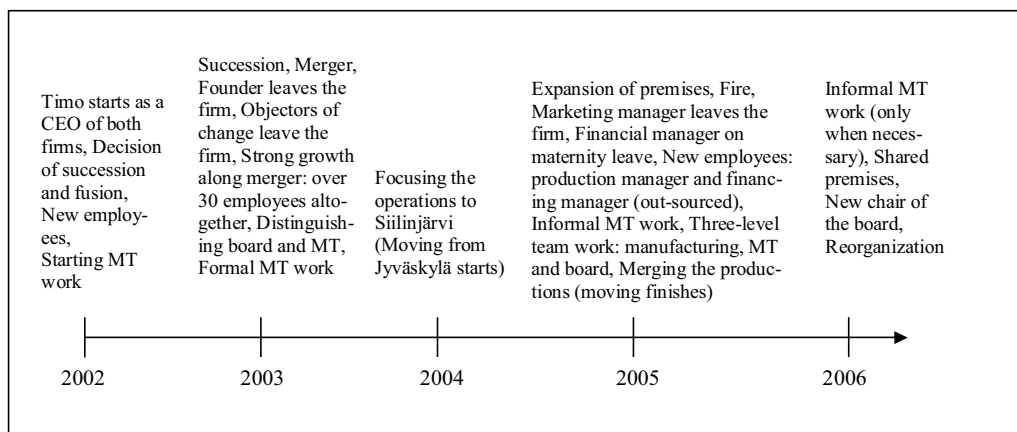 Timo starts as a
CEO of both
firms, Decision
of succession
and fusion,
New employ-
ees,
Starting MT
work
Succession, Merger,
Founder leaves the
firm, Objectors of
change leave the
firm, Strong growth
along merger: over
30 employees alto-
gether, Distinguish-
ing board and MT,
Formal MT work
Focusing the
operations to
Siilinjärvi
(Moving from
Jyväskylä starts)
Expansion of premises, Fire,
Marketing manager leaves the
firm, Financial manager on
maternity leave, New employees:
production manager and financ-
ing manager (out-sourced),
Informal MT work, Three-level
team work: manufacturing, MT
and board, Merging the produc-
tions (moving finishes)
Informal MT
work (only
when neces-
sary), Shared
premises,
New chair of
the board,
Reorganization
2002 2003 2004 2005 2006